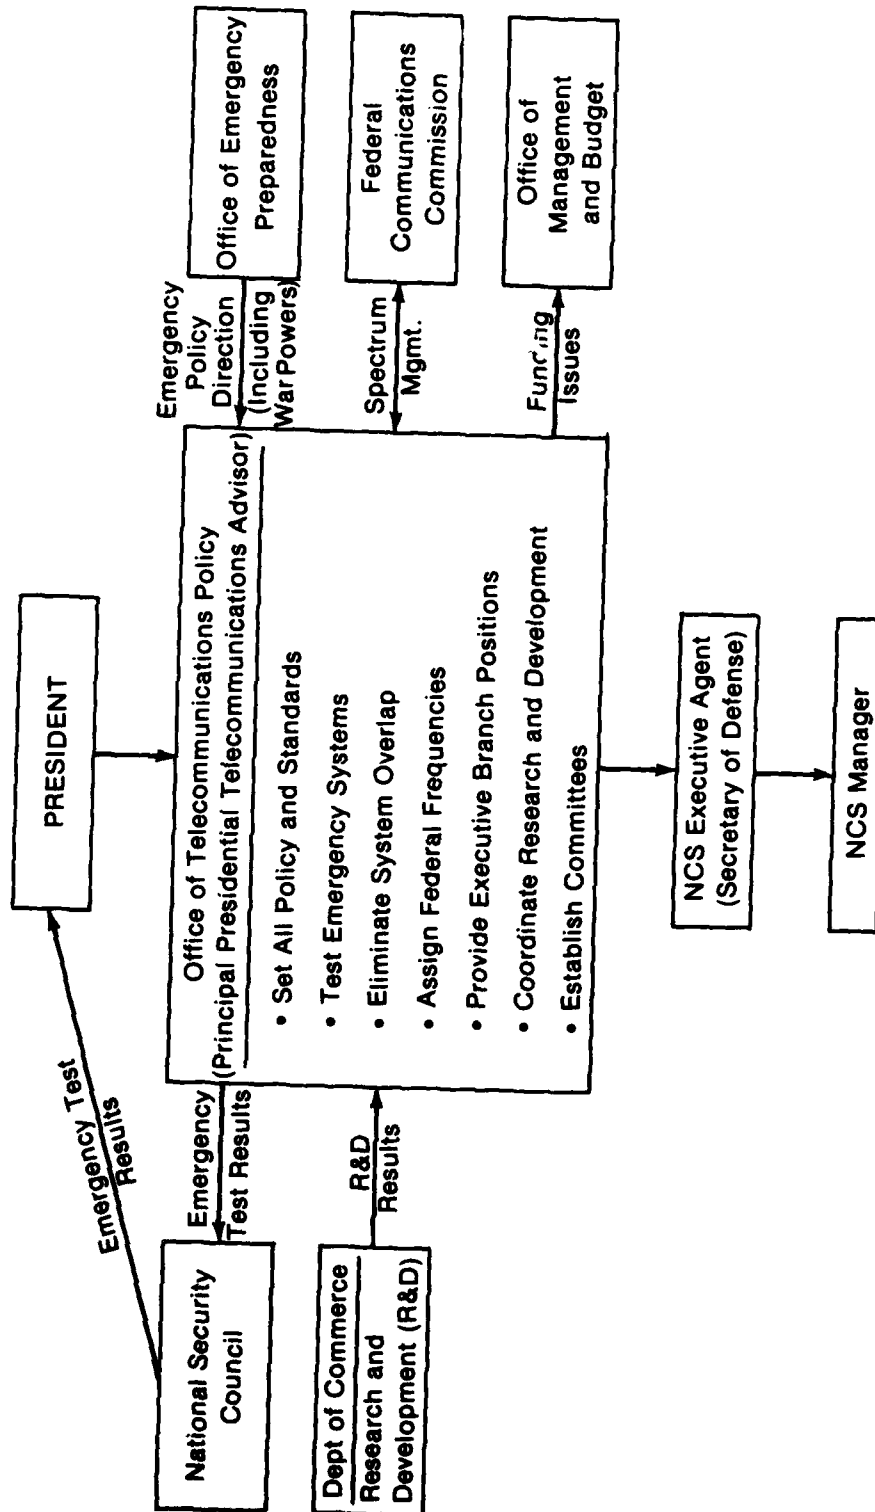 PRESIDENT
Emergency Test
Results
National Security
Council
Emergency
Test Results
Office of Telecommunications Policy
(Principal Presidential Telecommunications Advisor)
• Set All Policy and Standards
• Test Emergency Systems
• Eliminate System Overlap
• Assign Federal Frequencies
• Provide Executive Branch Positions
• Coordinate Research and Development
• Establish Committees
Emergency
Policy
Direction
(Including
War Powers)
Office of Emergency
Preparedness
Dept of Commerce
Research and
Development (R&D)
R&D
Results
Spectrum
Mgmt.
Federal
Communications
Commission
Funding
Issues
Office of
Management
and Budget
NCS Executive Agent
(Secretary of Defense)
NCS Manager